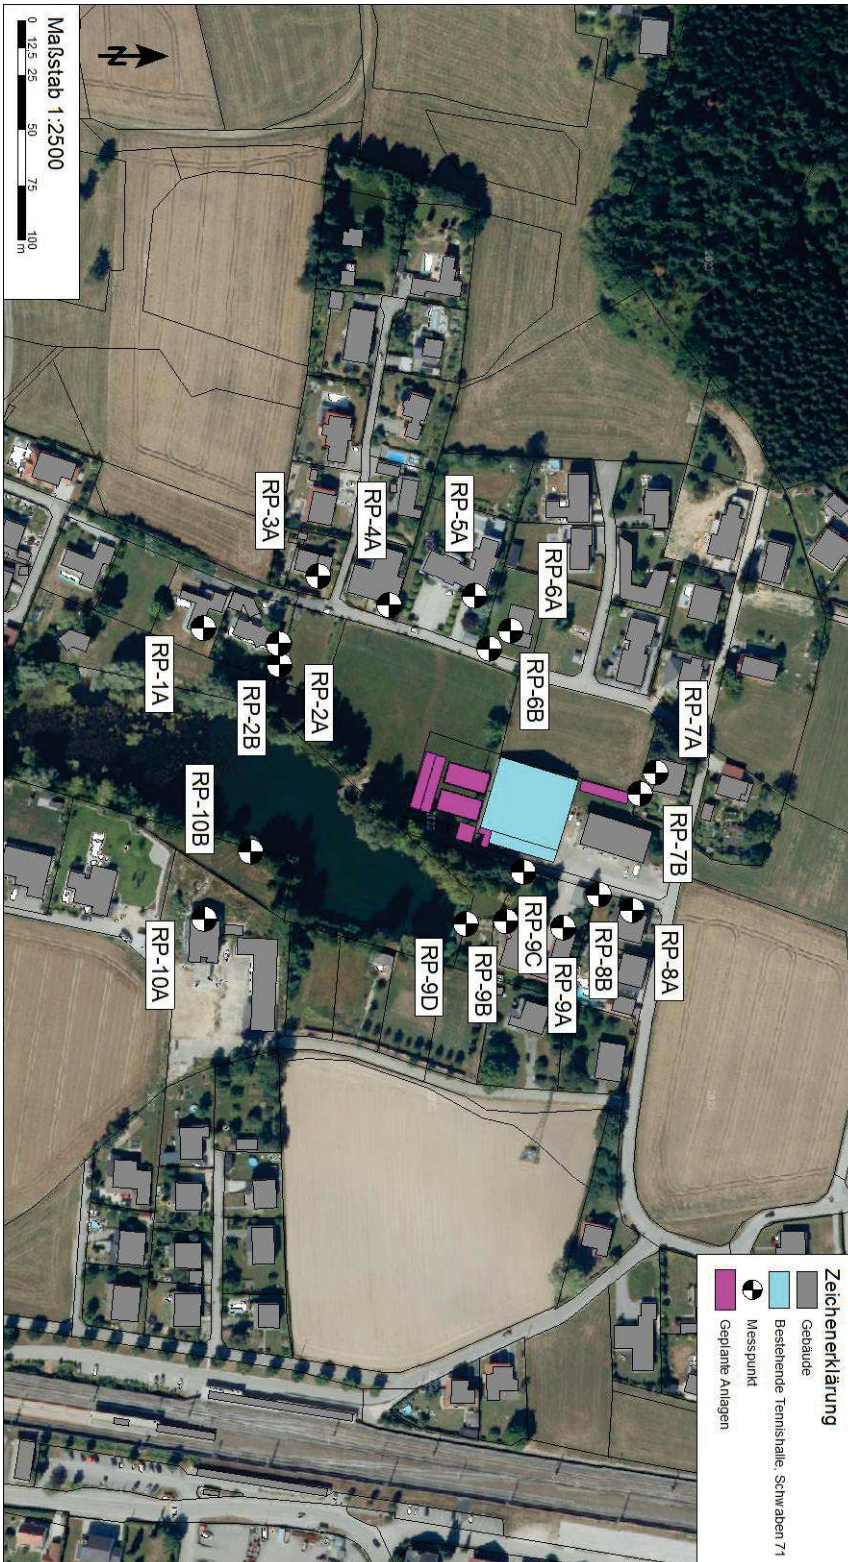 Zeichenerklärung
Gebäude
Bestehende Tennishalle, Schwaben 71
Messpunkt
Geplante Anlagen
RP-7A
RP-7B
RP-8A
RP-6A
RP-8B
RP-6B
RP-9A
RP-9C
RP-5A
RP-9B
RP-9D
RP-4A
RP-2A
RP-3A
RP-2B
RP-10B
RP-1A
RP-10A
N
Maßstab 1:2500
0 12,5 25 50 75 100
m